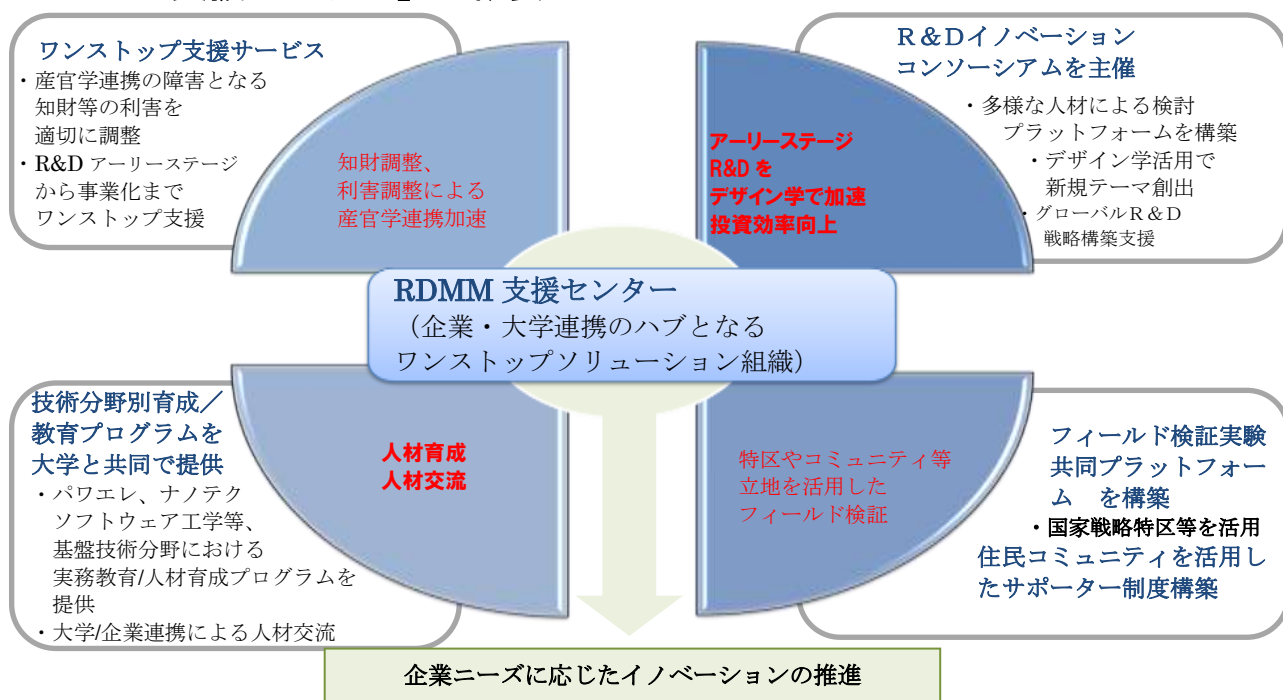 ワンストップ支援サービス
・産官学連携の障害となる
知財等の利害を
適切に調整
・R&D アーリーステージ
から事業化まで
ワンストップ支援
知財調整、
利害調整による
産官学連携加速
アーリーステージ
R&D を
デザイン学で加速
投資効率向上
R&Dイノベーション
コンソーシアムを主催
・多様な人材による検討
プラットフォームを構築
・デザイン学活用で
新規テーマ創出
・グローバルR&D
戦略構築支援
RDMM 支援センター
（企業・大学連携のハブとなる
ワンストップソリューション組織）
技術分野別育成／
教育プログラムを
大学と共同で提供
・パワエレ、ナノテク
ソフトウェア工学等、
基盤技術分野における
実務教育/人材育成プログラムを
提供
・大学/企業連携による人材交流
人材育成
人材交流
特区やコミュニティ等
立地を活用した
フィールド検証
フィールド検証実験
共同プラットフォー
ム　を構築
・国家戦略特区等を活用
住民コミュニティを活用し
たサポーター制度構築
企業ニーズに応じたイノベーションの推進